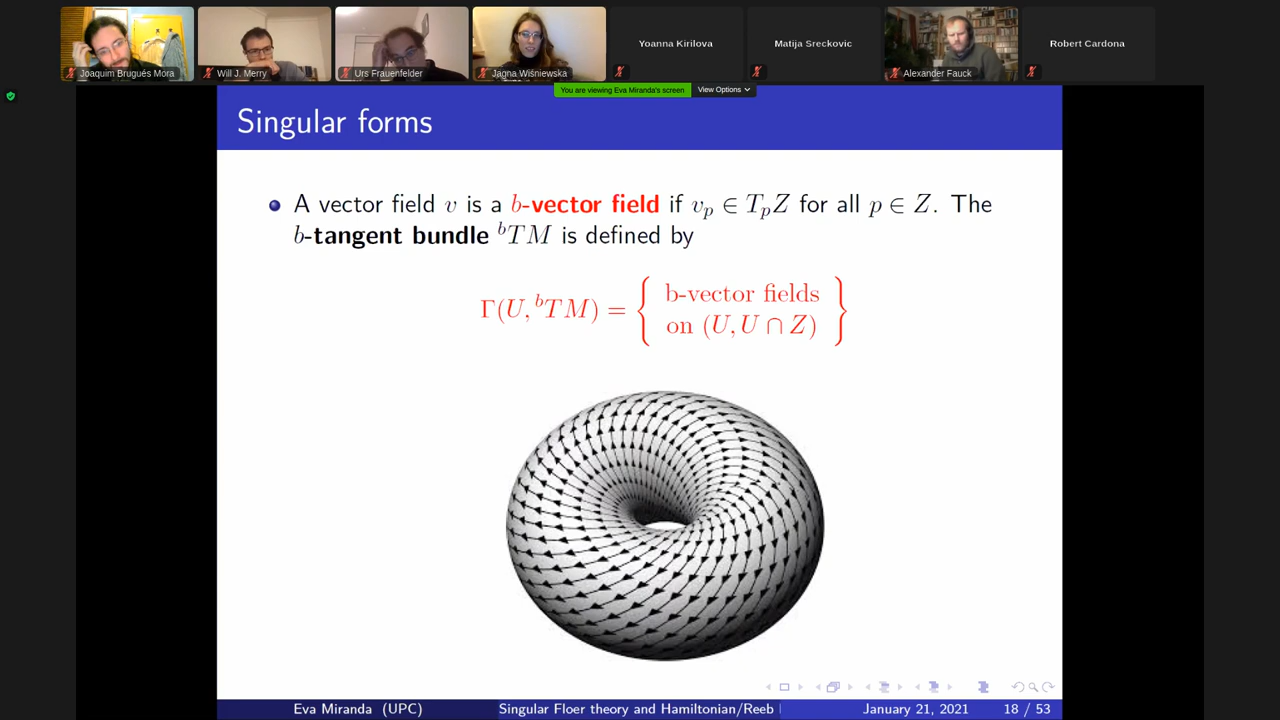 Joaquim Brugués Mora
Will J. Merry
Urs Frauenfelder
Jagna Wiśniewska
Yoanna Kirilova
Matija Sreckovic
Alexander Fauck
Robert Cardona
You are viewing Eva Miranda's screen
View Options
Singular forms
A vector field v is a b-vector field if v_p ∈ T_pZ for all p ∈ Z. The
b-tangent bundle ^bTM is defined by
Γ(U, ^bTM) = { b-vector fields
on (U, U ∩ Z) }
Eva Miranda (UPC)
Singular Floer theory and Hamiltonian/Reeb
January 21, 2021
18 / 53